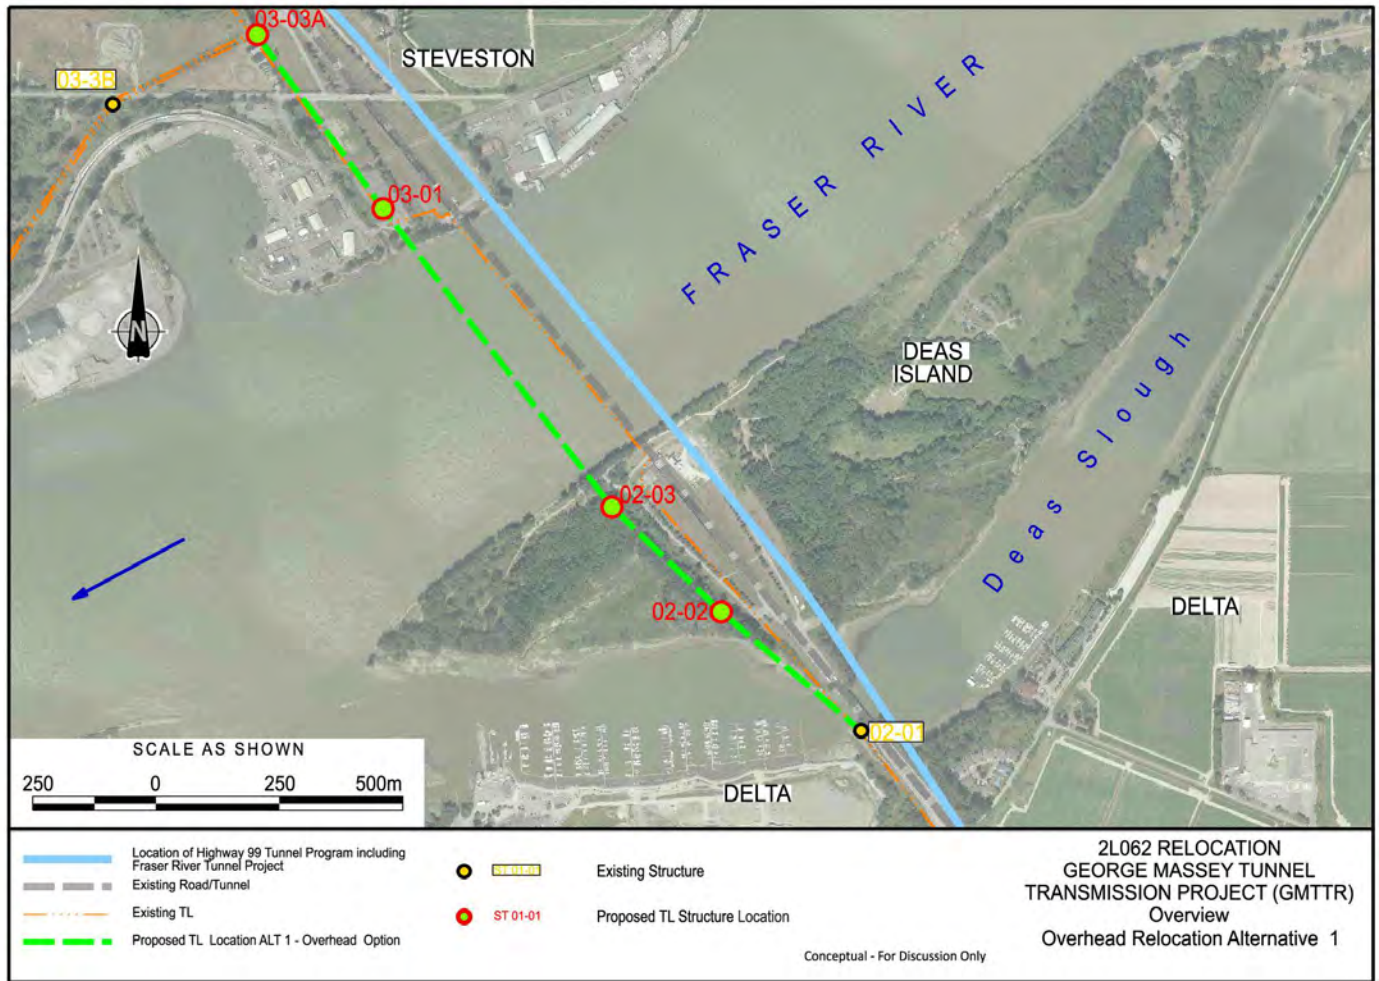 03-03A
STEVESTON
03-3B
03-01
FRASER RIVER
N
DEAS
ISLAND
Deas Slough
02-03
02-02
DELTA
02-01
DELTA
SCALE AS SHOWN
250 0 250 500m
Location of Highway 99 Tunnel Program including
Fraser River Tunnel Project
Existing Road/Tunnel
Existing TL
Proposed TL Location ALT 1 - Overhead Option
ST 01-01 Existing Structure
ST 01-01 Proposed TL Structure Location
Conceptual - For Discussion Only
2L062 RELOCATION
GEORGE MASSEY TUNNEL
TRANSMISSION PROJECT (GMTTR)
Overview
Overhead Relocation Alternative 1